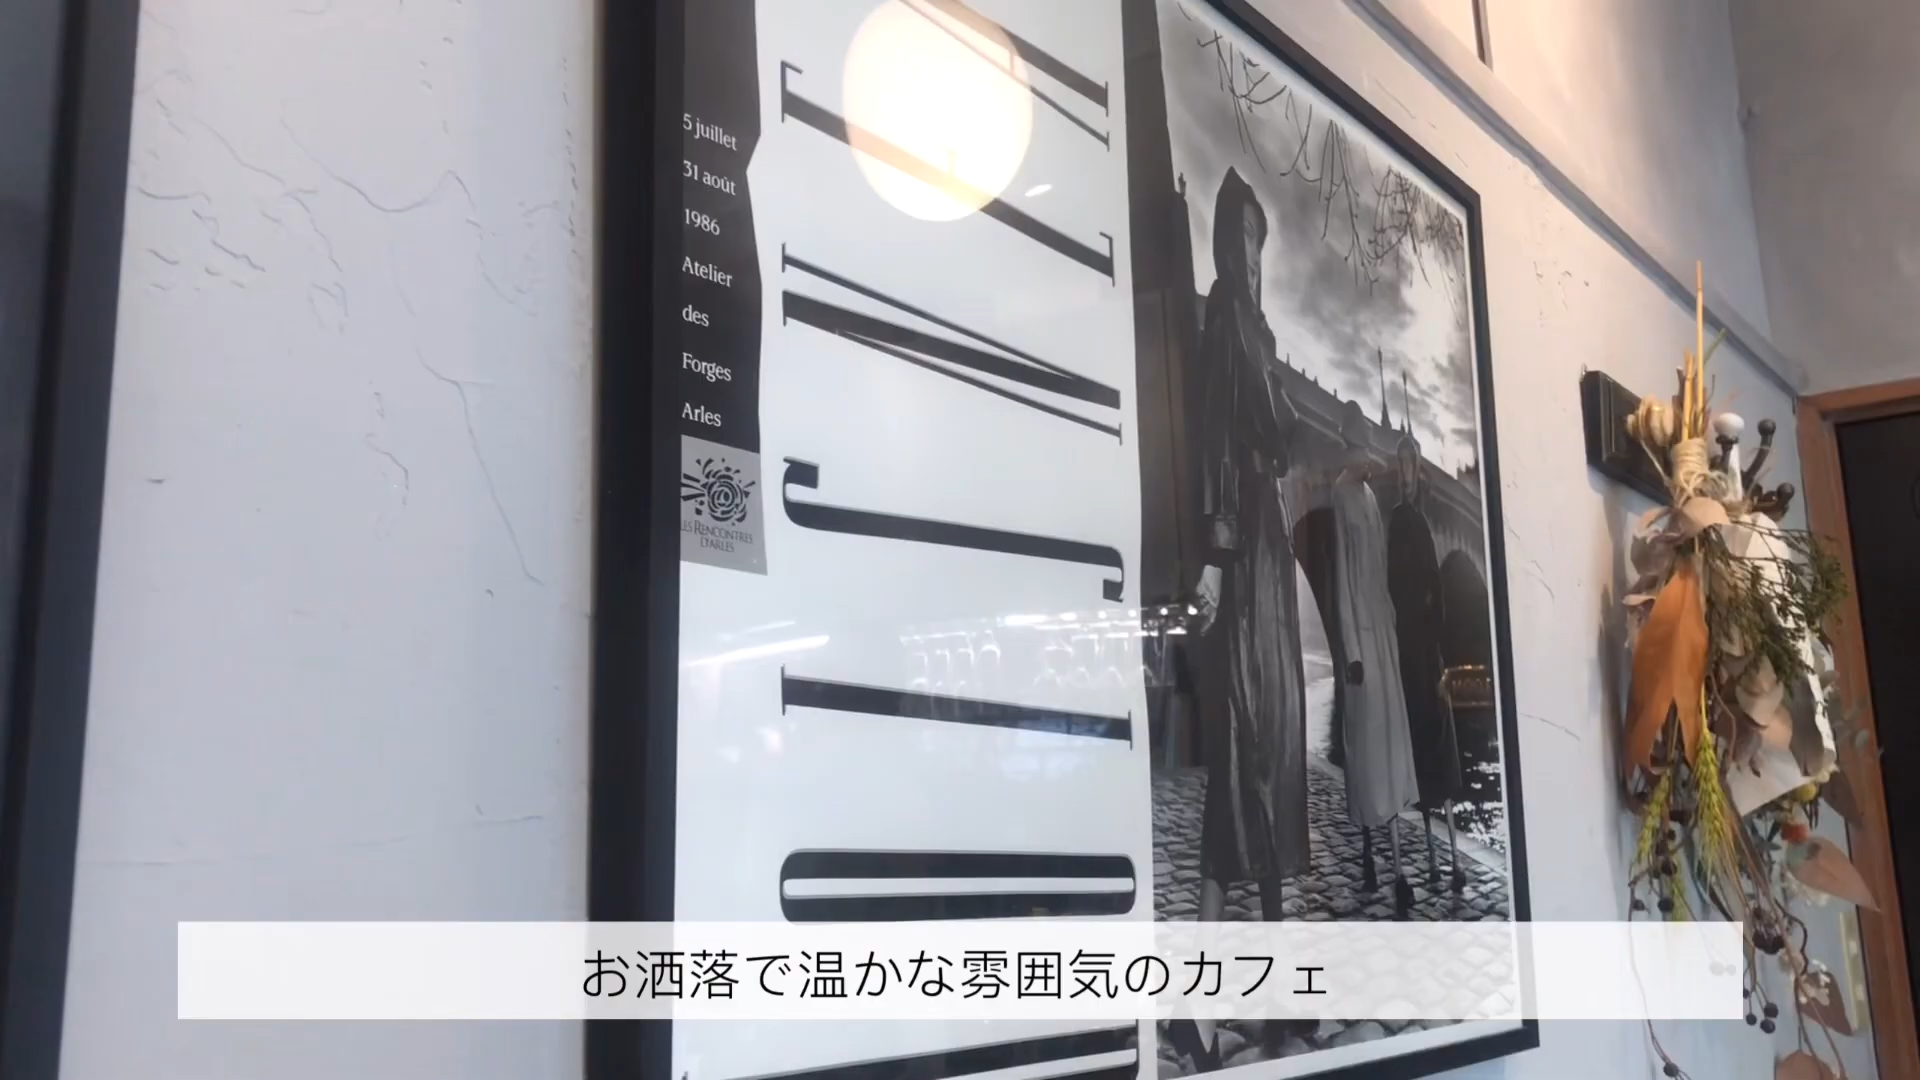 5 juillet
31 août
1986
Atelier
des
Forges
Arles
LES RENCONTRES
D'ARLES
お洒落で温かな雰囲気のカフェ